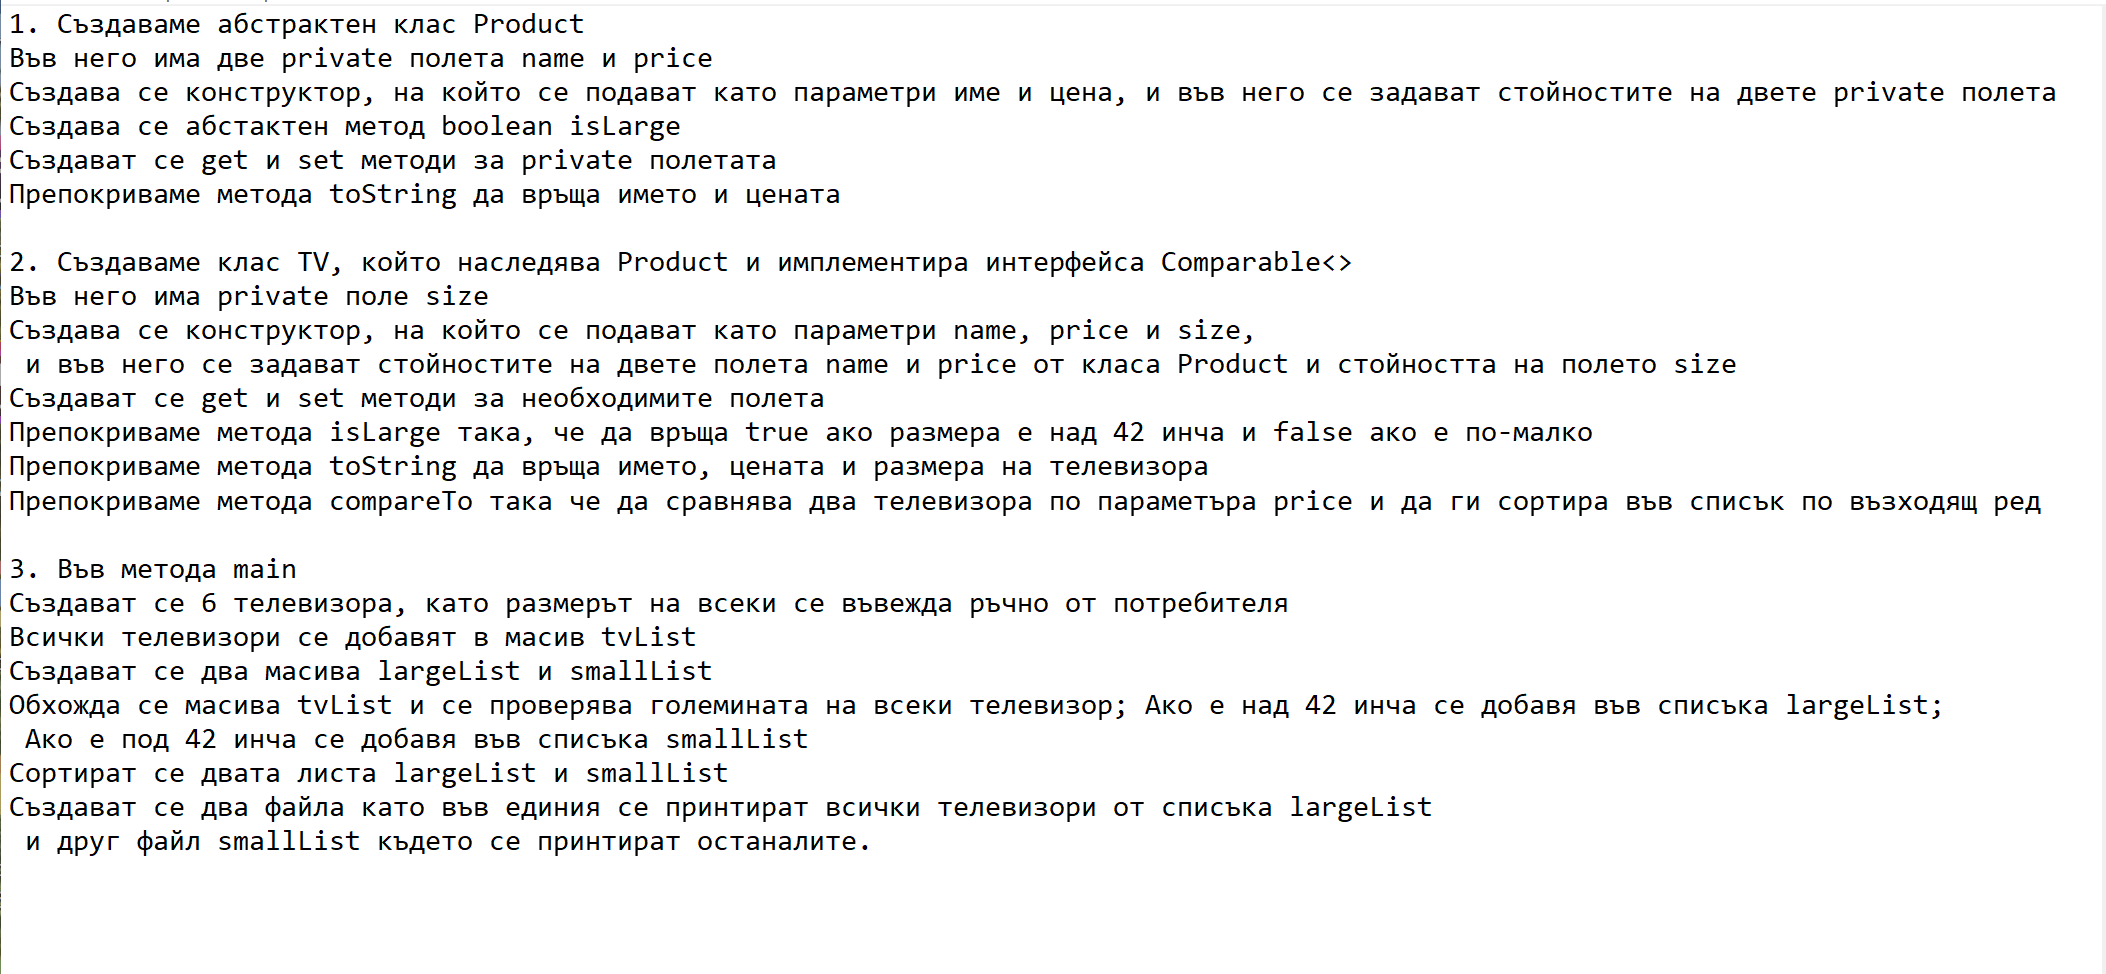 1. Създаваме абстрактен клас Product
Във него има две private полета name и price
Създава се конструктор, на който се подават като параметри име и цена, и във него се задават стойностите на двете private полета
Създава се абстактен метод boolean isLarge
Създават се get и set методи за private полетата
Препокриваме метода toString да връща името и цената
2. Създаваме клас TV, който наследява Product и имплементира интерфейса Comparable<>
Във него има private поле size
Създава се конструктор, на който се подават като параметри name, price и size,
и във него се задават стойностите на двете полета name и price от класа Product и стойността на полето size
Създават се get и set методи за необходимите полета
Препокриваме метода isLarge така, че да връща true ако размера е над 42 инча и false ако е по-малко
Препокриваме метода toString да връща името, цената и размера на телевизора
Препокриваме метода compareTo така че да сравнява два телевизора по параметъра price и да ги сортира във списък по възходящ ред
3. Във метода main
Създават се 6 телевизора, като размерът на всеки се въвежда ръчно от потребителя
Всички телевизори се добавят в масив tvList
Създават се два масива largeList и smallList
Обхожда се масива tvList и се проверява големината на всеки телевизор; Ако е над 42 инча се добавя във списъка largeList;
Ако е под 42 инча се добавя във списъка smallList
Сортират се двата листа largeList и smallList
Създават се два файла като във единия се принтират всички телевизори от списъка largeList
и друг файл smallList където се принтират останалите.